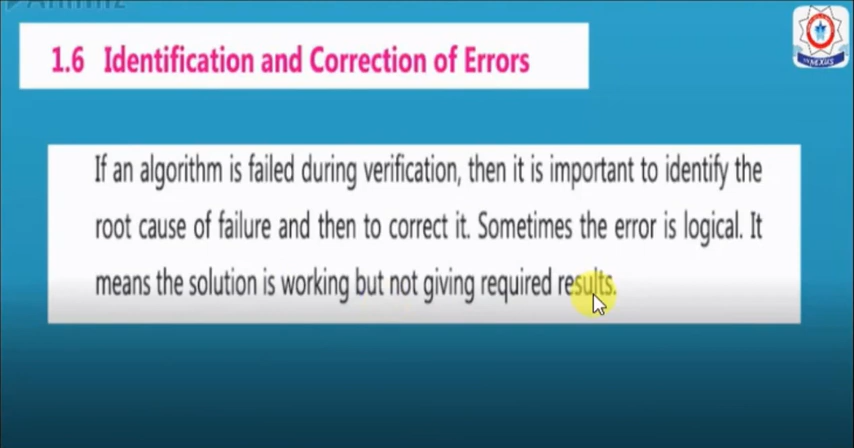 1.6 Identification and Correction of Errors
If an algorithm is failed during verification, then it is important to identify the
root cause of failure and then to correct it. Sometimes the error is logical. It
means the solution is working but not giving required results.